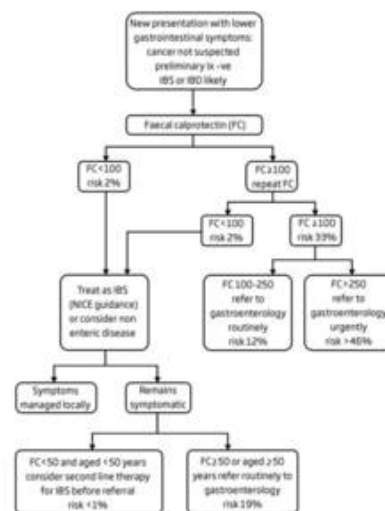 New presentation with lower
gastrointestinal symptoms:
cancer not suspected
preliminary Ix -ve
IBS or IBD likely
Faecal calprotectin (FC)
FC<100
risk 2%
FC≥100
repeat FC
FC<100
risk 2%
FC≥100
risk 33%
Treat as IBS
(NICE guidance)
or consider non
enteric disease
FC 100-250
refer to
gastroenterology
routinely
risk 12%
FC>250
refer to
gastroenterology
urgently
risk >46%
Symptoms
managed locally
Remains
symptomatic
FC<50 and aged <50 years
consider second line therapy
for IBS before referral
risk <1%
FC≥50 or aged ≥50
years refer routinely to
gastroenterology
risk 19%